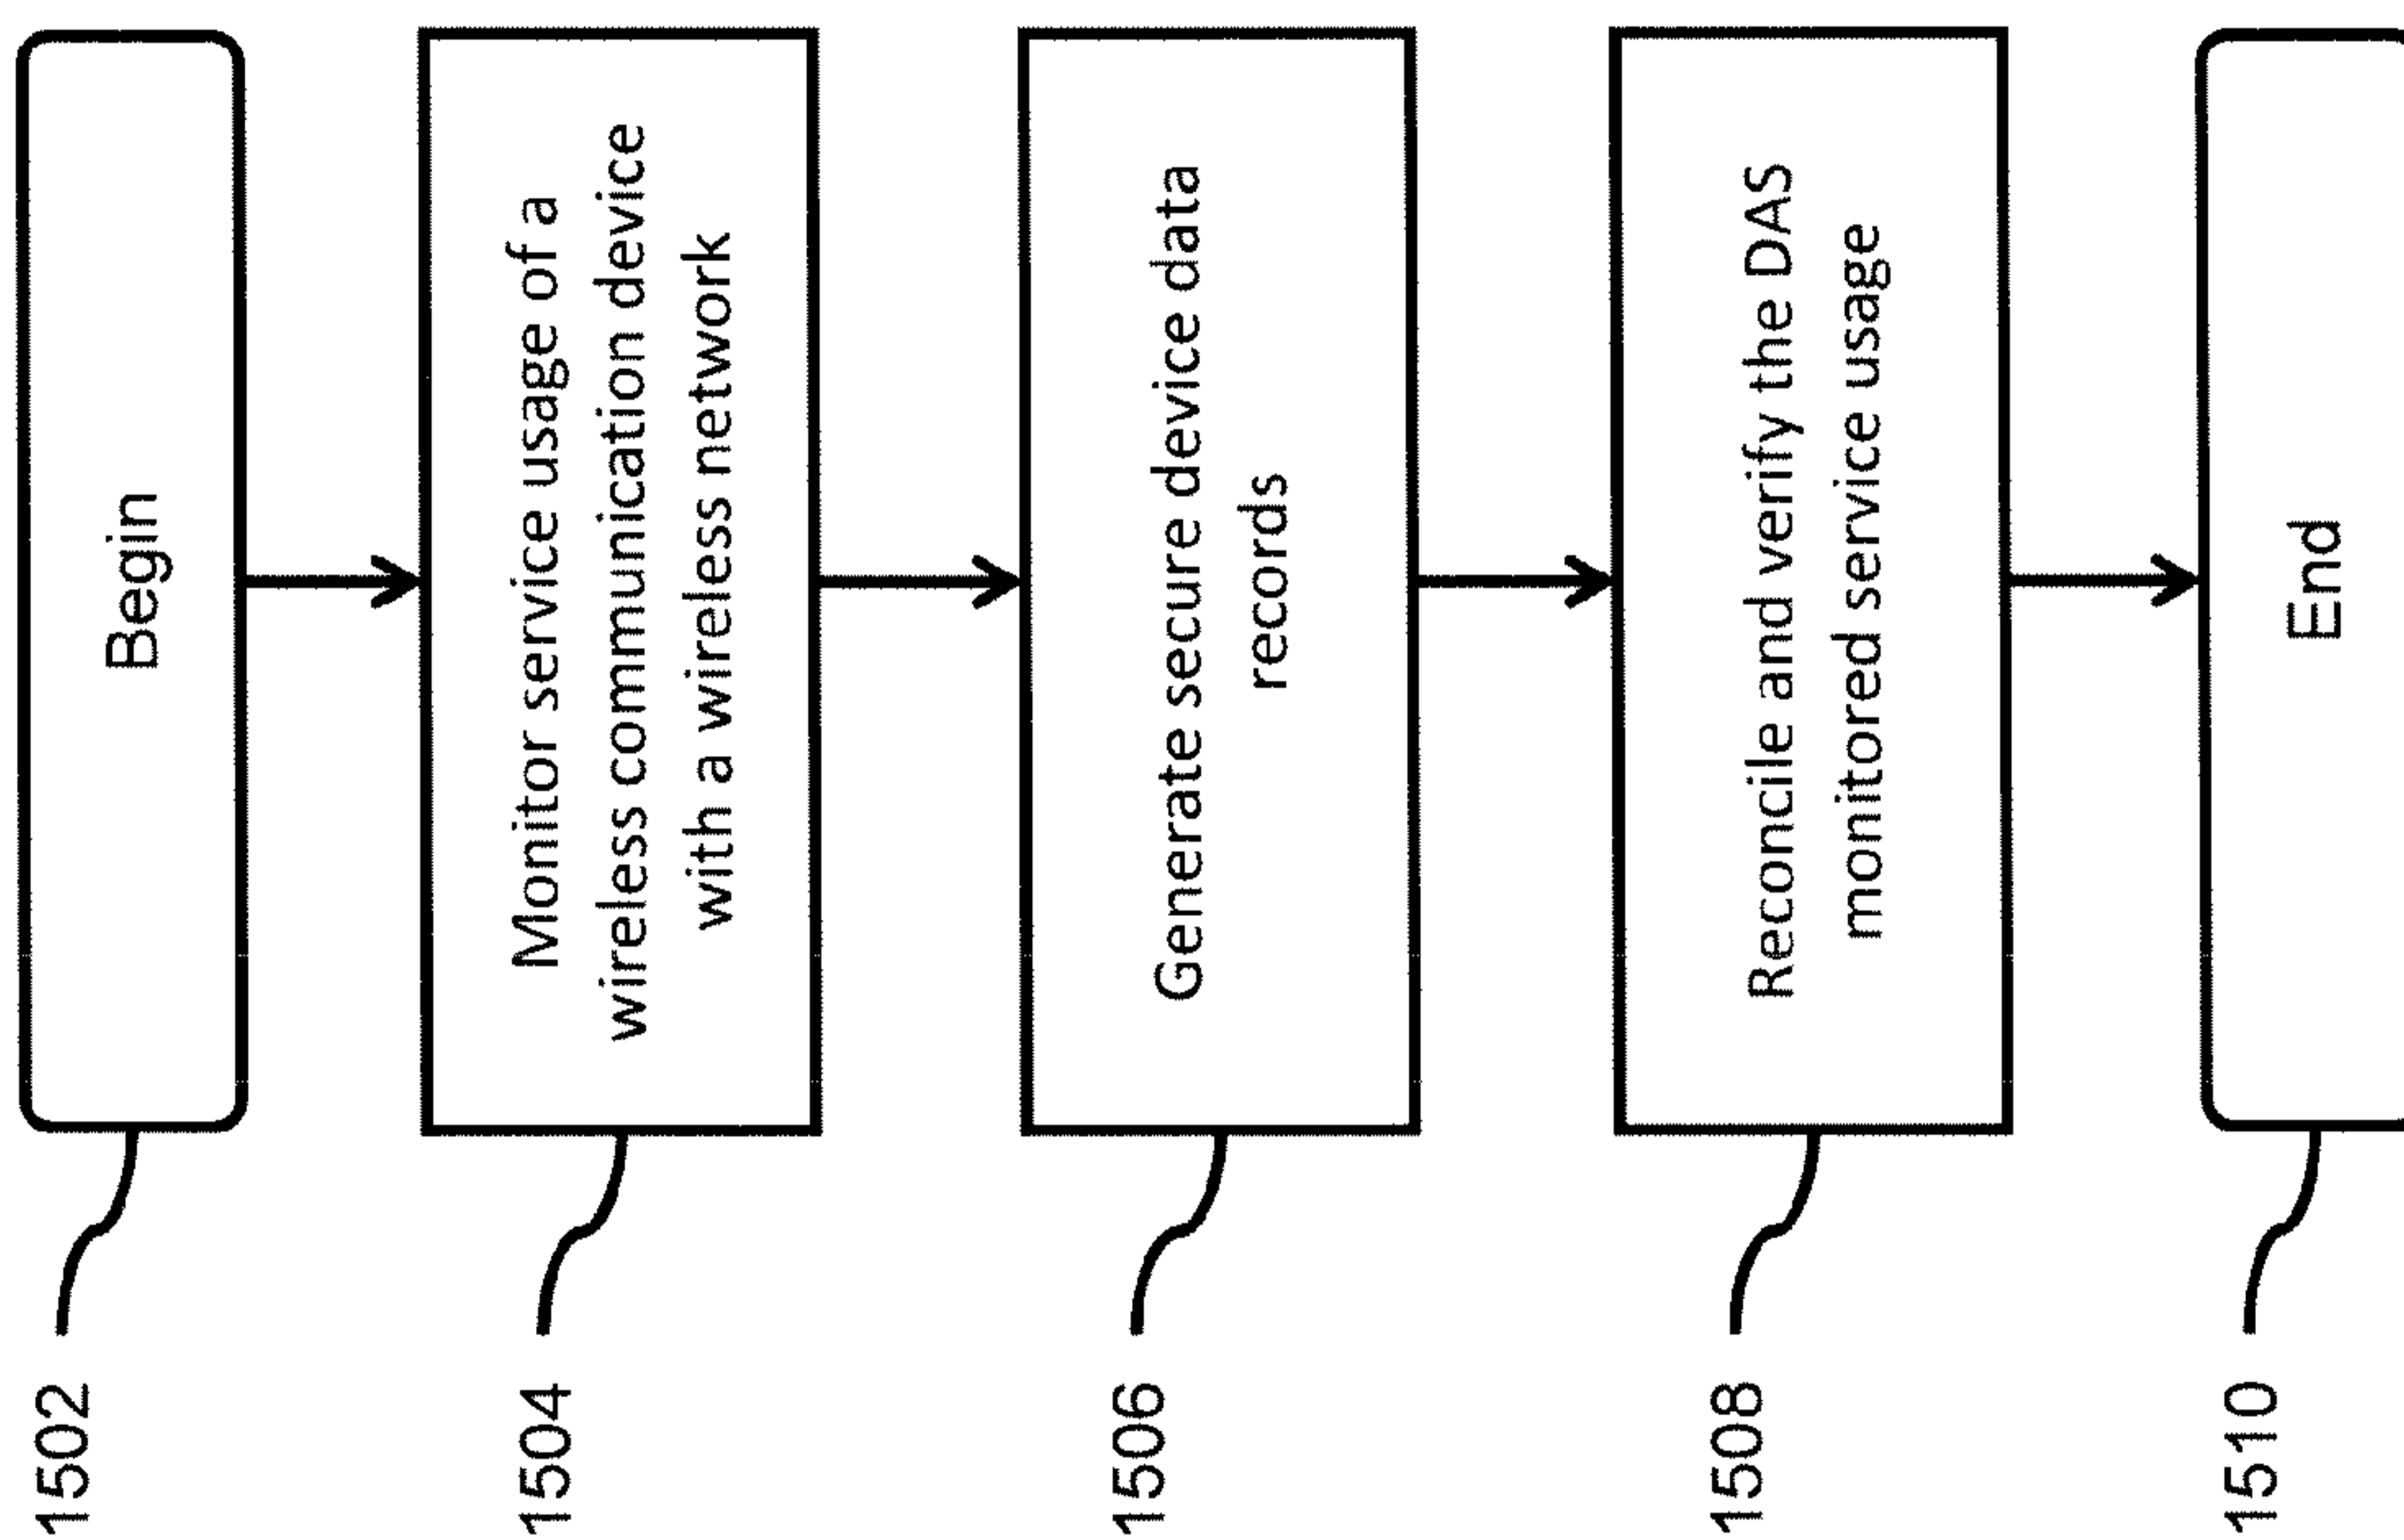 1502
Begin
1504
Monitor service usage of a
wireless communication device
with a wireless network
1506
Generate secure device data
records
1508
Reconcile and verify the DAS
monitored service usage
1510
End